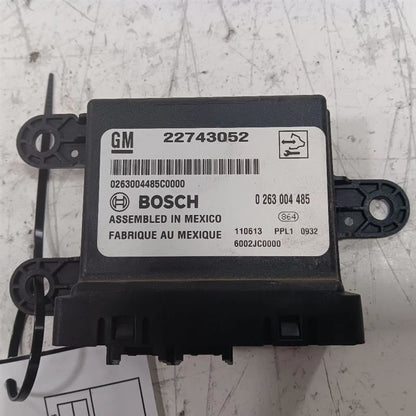 GM 22743052
0263004485C0000
BOSCH 0 263 004 485
ASSEMBLED IN MEXICO 864
FABRIQUE AU MEXIQUE 110613 PPL1 0932
6002JC0000